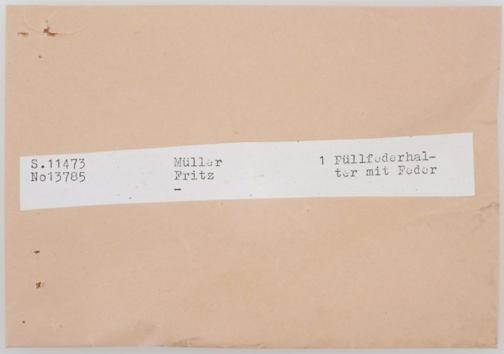 S.11473 Müller 1 Füllfederhal-
No13785 Fritz ter mit Feder
-